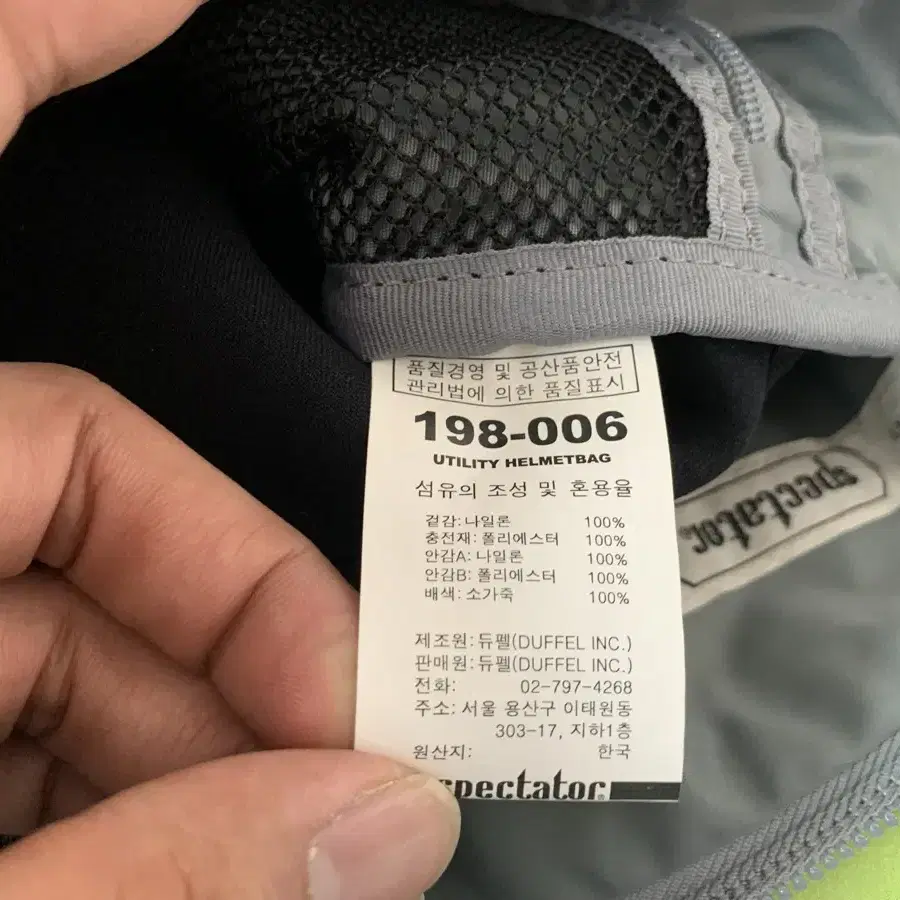 품질경영 및 공산품안전
관리법에 의한 품질표시
198-006
UTILITY HELMETBAG
섬유의 조성 및 혼용율
겉감: 나일론 100%
충전재: 폴리에스터 100%
안감A: 나일론 100%
안감B: 폴리에스터 100%
배색: 소가죽 100%
제조원: 듀펠(DUFFEL INC.)
판매원: 듀펠(DUFFEL INC.)
전화: 02-797-4268
주소: 서울 용산구 이태원동
303-17, 지하1층
원산지: 한국
spectator®
spectator